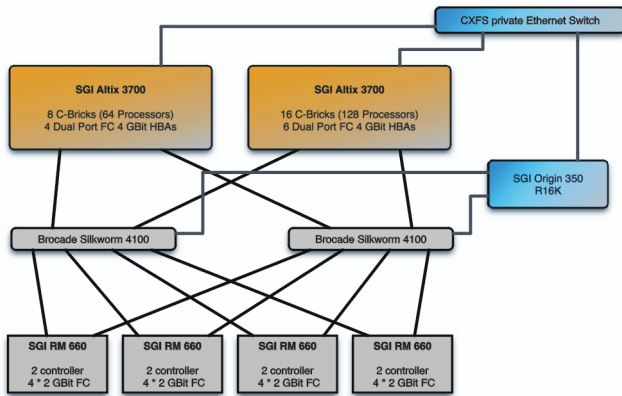 CXFS private Ethernet Switch
SGI Altix 3700
8 C-Bricks (64 Processors)
4 Dual Port FC 4 GBit HBAs
SGI Altix 3700
16 C-Bricks (128 Processors)
6 Dual Port FC 4 GBit HBAs
SGI Origin 350
R16K
Brocade Silkworm 4100
Brocade Silkworm 4100
SGI RM 660
2 controller
4 * 2 GBit FC
SGI RM 660
2 controller
4 * 2 GBit FC
SGI RM 660
2 controller
4 * 2 GBit FC
SGI RM 660
2 controller
4 * 2 GBit FC